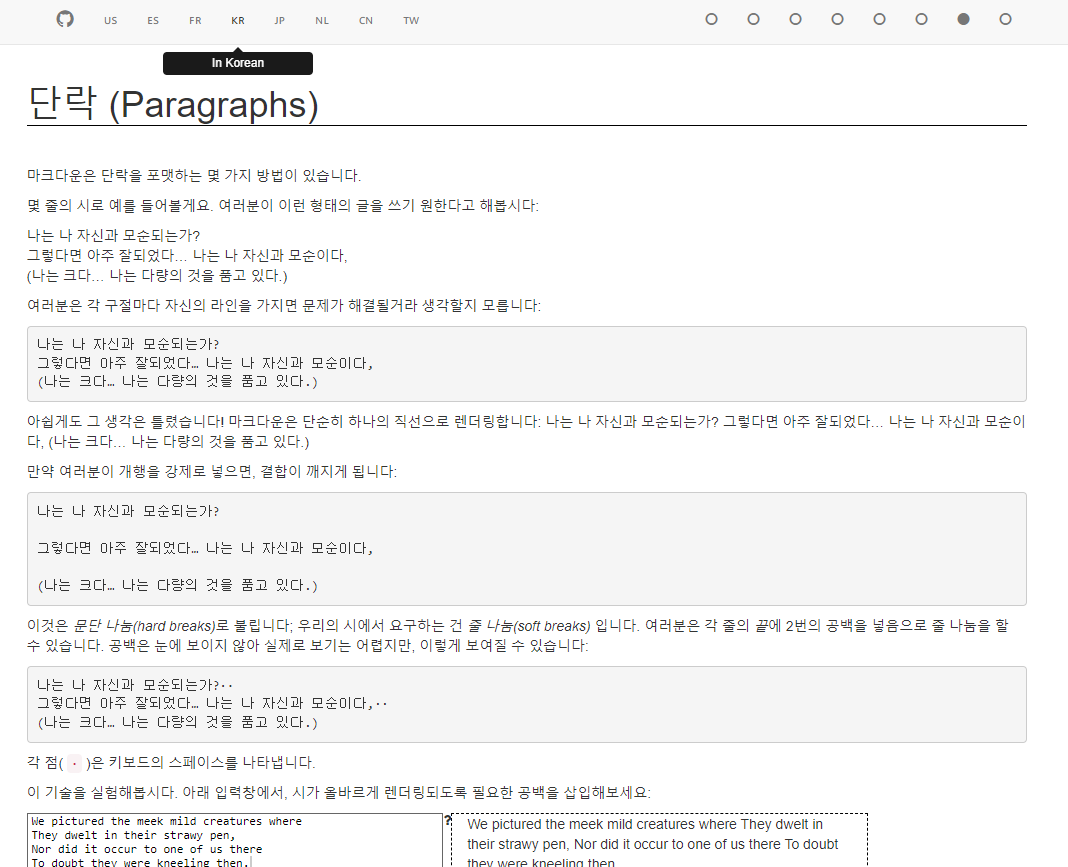 US ES FR KR JP NL CN TW
In Korean
단락 (Paragraphs)
마크다운은 단락을 포맷하는 몇 가지 방법이 있습니다.
몇 줄의 시로 예를 들어볼게요. 여러분이 이런 형태의 글을 쓰기 원한다고 해봅시다:
나는 나 자신과 모순되는가?
그렇다면 아주 잘되었다... 나는 나 자신과 모순이다,
(나는 크다... 나는 다량의 것을 품고 있다.)
여러분은 각 구절마다 자신의 라인을 가지면 문제가 해결될거라 생각할지 모릅니다:
나는 나 자신과 모순되는가?
그렇다면 아주 잘되었다… 나는 나 자신과 모순이다,
(나는 크다… 나는 다량의 것을 품고 있다.)
아쉽게도 그 생각은 틀렸습니다! 마크다운은 단순히 하나의 직선으로 렌더링합니다: 나는 나 자신과 모순되는가? 그렇다면 아주 잘되었다... 나는 나 자신과 모순이
다, (나는 크다... 나는 다량의 것을 품고 있다.)
만약 여러분이 개행을 강제로 넣으면, 결합이 깨지게 됩니다:
나는 나 자신과 모순되는가?
그렇다면 아주 잘되었다… 나는 나 자신과 모순이다,
(나는 크다… 나는 다량의 것을 품고 있다.)
이것은 문단 나눔(hard breaks)로 불립니다; 우리의 시에서 요구하는 건 줄 나눔(soft breaks) 입니다. 여러분은 각 줄의 끝에 2번의 공백을 넣음으로 줄 나눔을 할
수 있습니다. 공백은 눈에 보이지 않아 실제로 보기는 어렵지만, 이렇게 보여질 수 있습니다:
나는 나 자신과 모순되는가?··
그렇다면 아주 잘되었다… 나는 나 자신과 모순이다,··
(나는 크다… 나는 다량의 것을 품고 있다.)
각 점( · )은 키보드의 스페이스를 나타냅니다.
이 기술을 실험해봅시다. 아래 입력창에서, 시가 올바르게 렌더링되도록 필요한 공백을 삽입해보세요:
We pictured the meek mild creatures where
They dwelt in their strawy pen,
Nor did it occur to one of us there
To doubt they were kneeling then.
?
We pictured the meek mild creatures where They dwelt in
their strawy pen, Nor did it occur to one of us there To doubt
they were kneeling then.